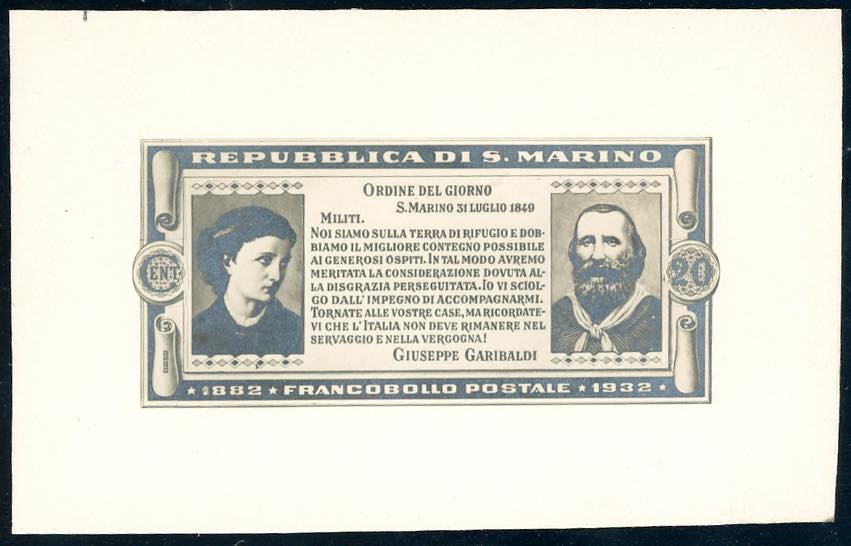 REPUBBLICA DI S. MARINO
ORDINE DEL GIORNO
S. MARINO 31 LUGLIO 1849
MILITI.
NOI SIAMO SULLA TERRA DI RIFUGIO E DOB-
BIAMO IL MIGLIORE CONTEGNO POSSIBILE
AI GENEROSI OSPITI. IN TAL MODO AVREMO
MERITATA LA CONSIDERAZIONE DOVUTA AL-
LA DISGRAZIA PERSEGUITATA. IO VI SCIOL-
GO DALL'IMPEGNO DI ACCOMPAGNARMI.
TORNATE ALLE VOSTRE CASE, MA RICORDATE-
VI CHE L'ITALIA NON DEVE RIMANERE NEL
SERVAGGIO E NELLA VERGOGNA!
GIUSEPPE GARIBALDI
CENT
20
★ 1882 ★ FRANCOBOLLO POSTALE ★ 1932 ★